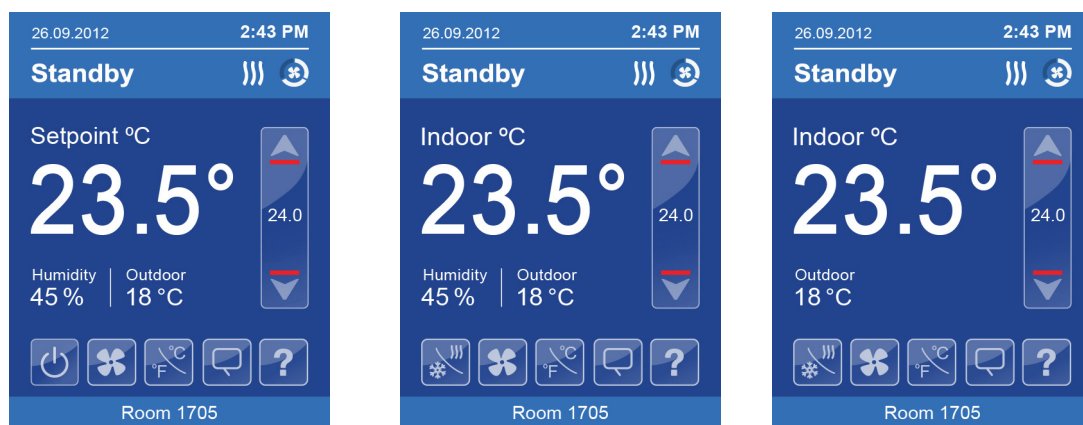 26.09.2012 2:43 PM
Standby
Setpoint ºC
23.5°
24.0
Humidity Outdoor
45 % 18 °C
°C
°F
?
Room 1705
26.09.2012 2:43 PM
Standby
Indoor ºC
23.5°
24.0
Humidity Outdoor
45 % 18 °C
°C
°F
?
Room 1705
26.09.2012 2:43 PM
Standby
Indoor ºC
23.5°
24.0
Outdoor
18 °C
°C
°F
?
Room 1705